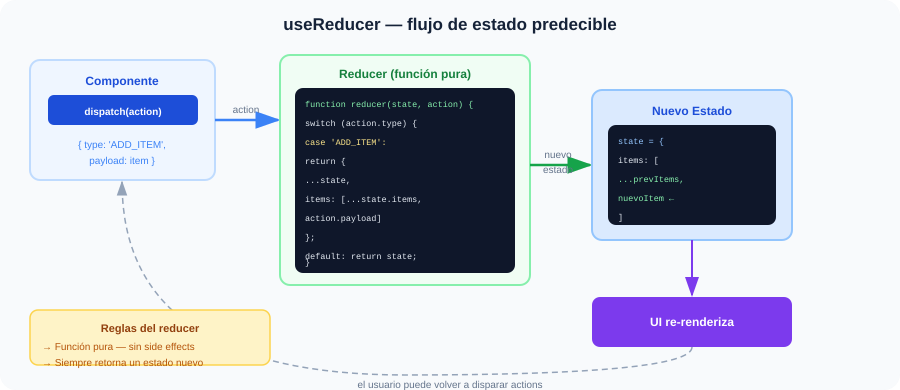 useReducer — flujo de estado predecible
Componente
dispatch(action)
{ type: 'ADD_ITEM',
payload: item }
action
Reducer (función pura)
function reducer(state, action) {
switch (action.type) {
case 'ADD_ITEM':
return {
...state,
items: [...state.items,
action.payload]
};
default: return state;
}
nuevo
estado
Nuevo Estado
state = {
items: [
...prevItems,
nuevoItem ←
]
UI re-renderiza
Reglas del reducer
→ Función pura — sin side effects
→ Siempre retorna un estado nuevo
el usuario puede volver a disparar actions